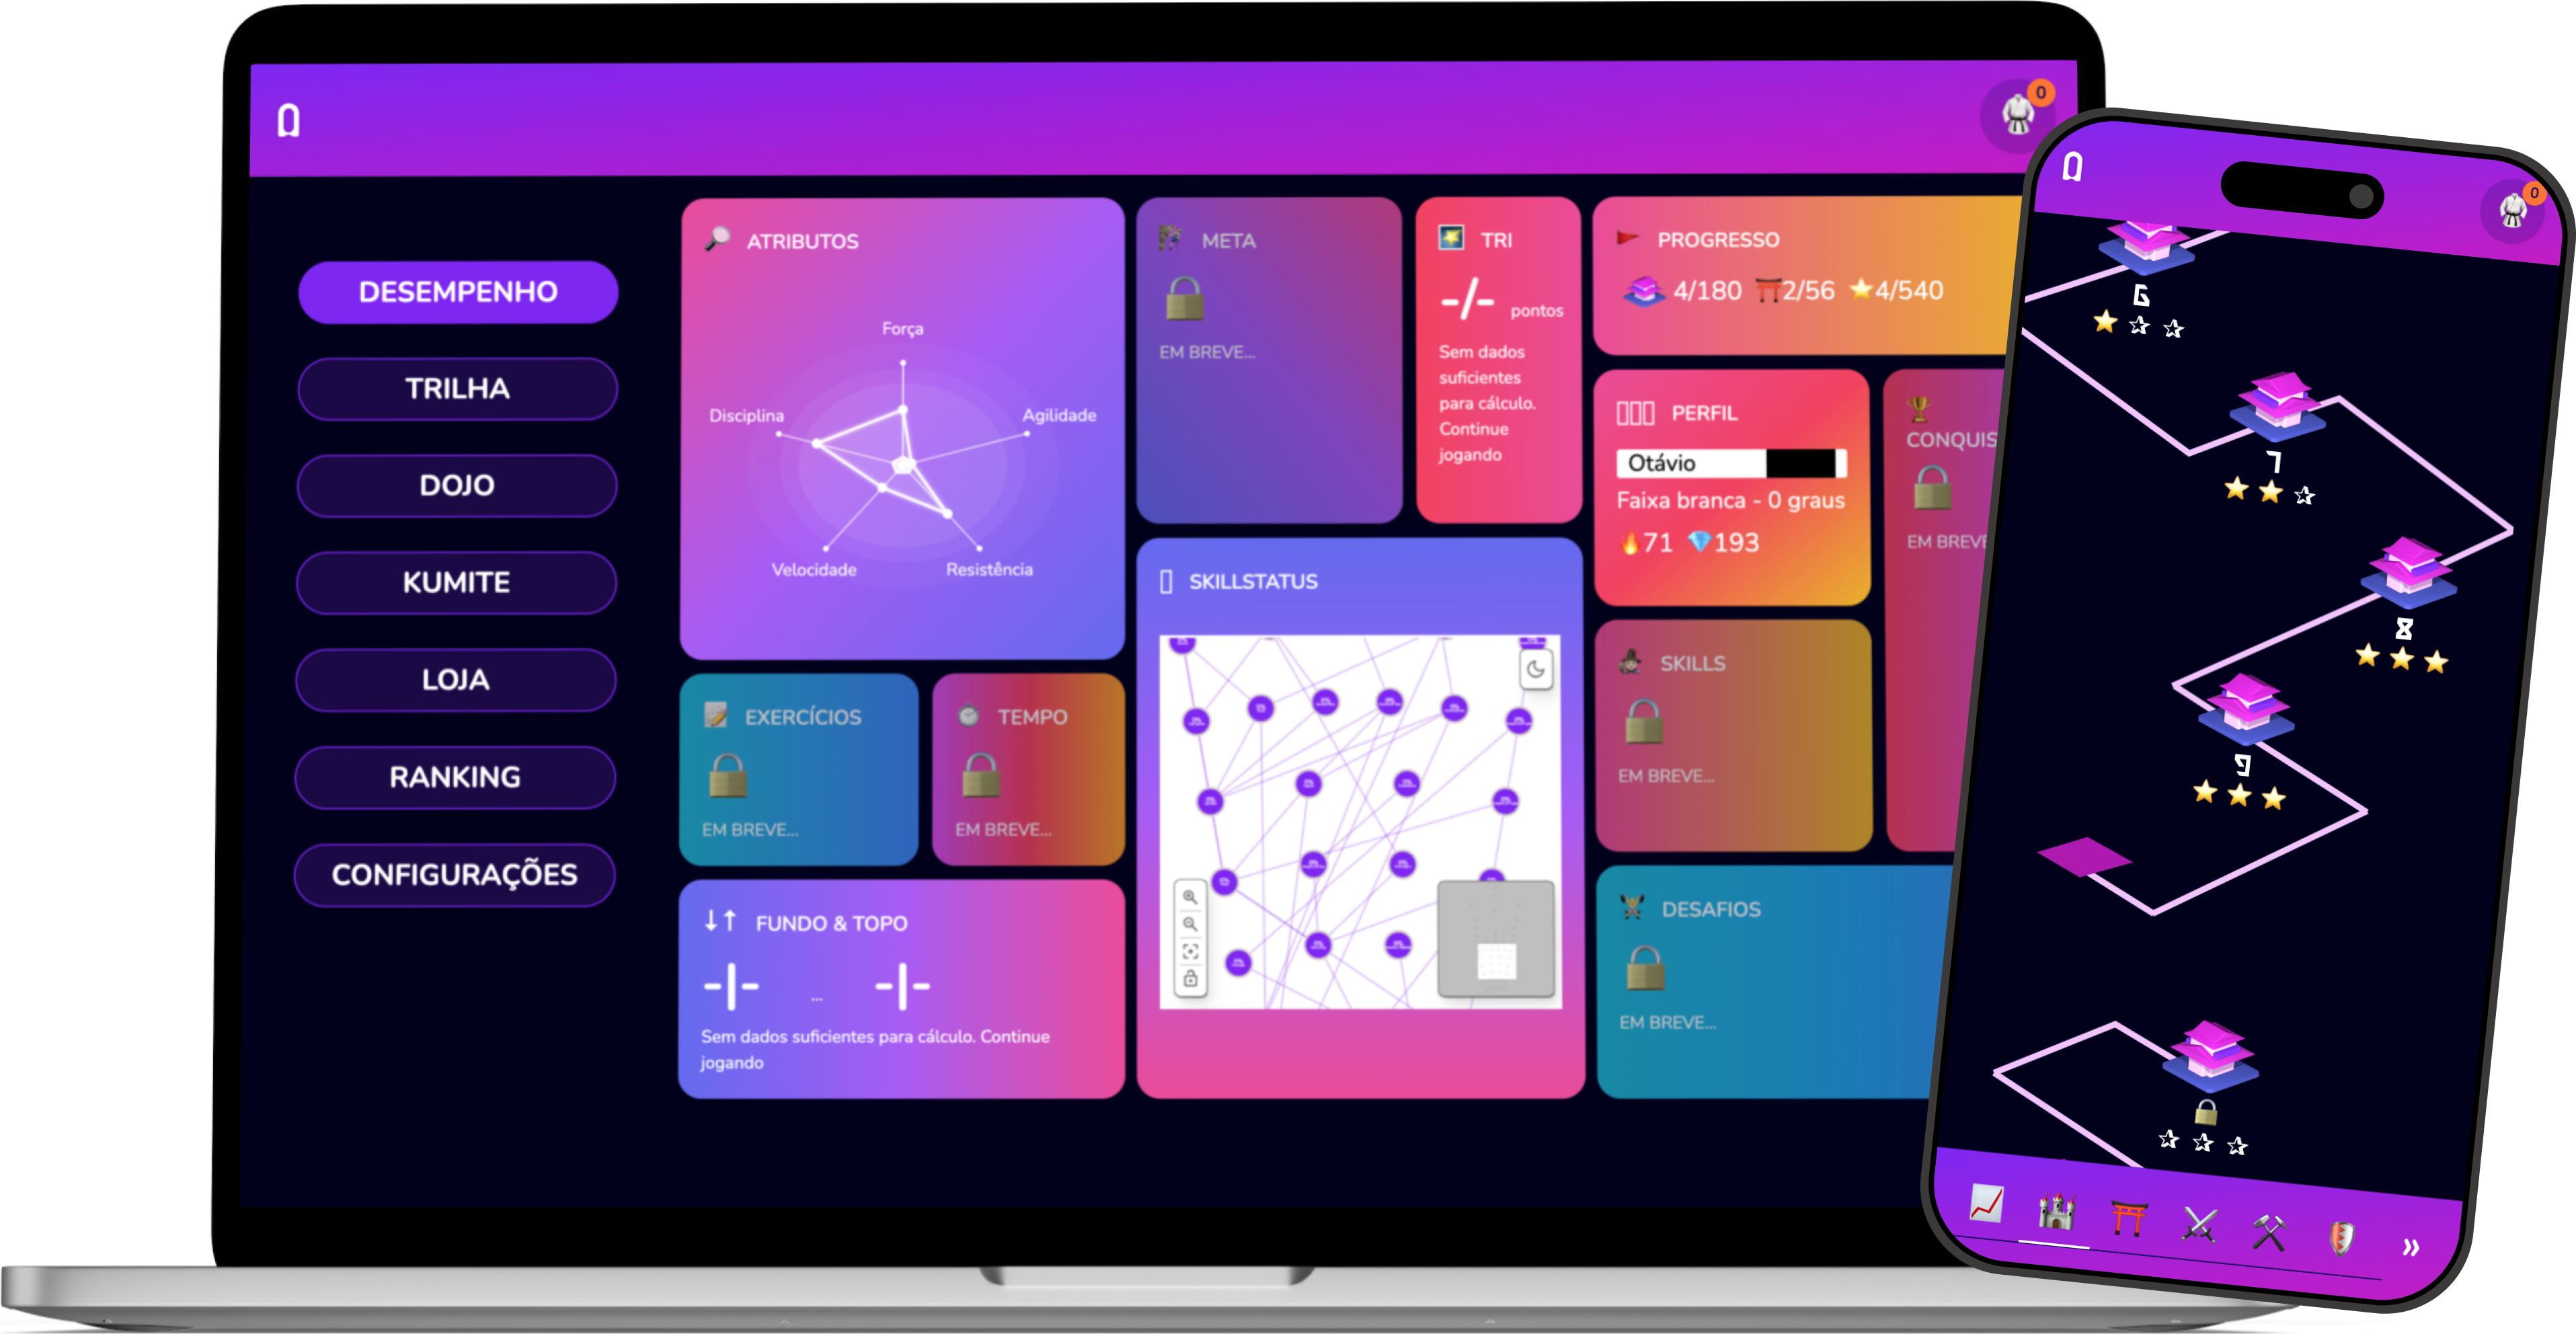 0
DESEMPENHO
TRILHA
DOJO
KUMITE
LOJA
RANKING
CONFIGURAÇÕES
ATRIBUTOS
Força
Disciplina
Agilidade
Velocidade
Resistência
META
EM BREVE...
TRI
-/- pontos
Sem dados
suficientes
para cálculo.
Continue
jogando
PROGRESSO
4/180 2/56 4/540
PERFIL
Otávio
Faixa branca - 0 graus
71 193
CONQUIS
EM BREVE
SKILLSTATUS
SKILLS
EM BREVE...
EXERCÍCIOS
EM BREVE...
TEMPO
EM BREVE...
FUNDO & TOPO
-|- ... -|-
Sem dados suficientes para cálculo. Continue
jogando
DESAFIOS
EM BREVE...
0
6
7
8
9
»